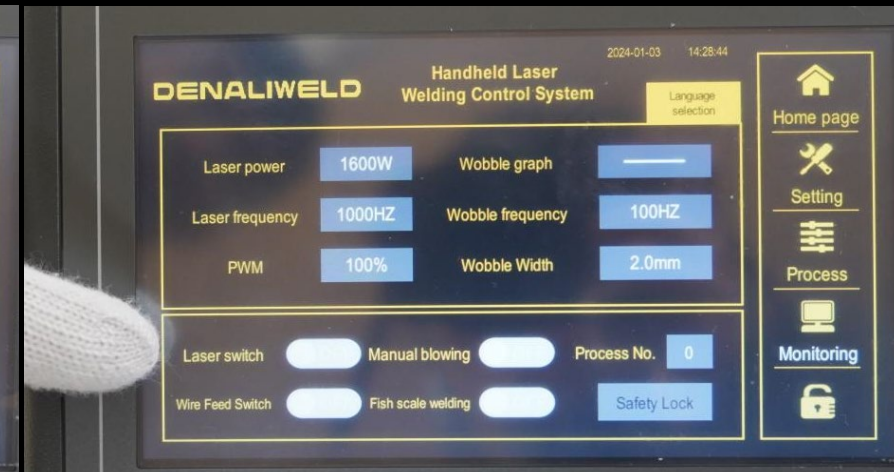 2024-01-03 14:28:44
DENALIWELD
Handheld Laser
Welding Control System
Language
selection
Laser power 1600W Wobble graph
Laser frequency 1000HZ Wobble frequency 100HZ
PWM 100% Wobble Width 2.0mm
Laser switch Manual blowing Process No. 0
Wire Feed Switch Fish scale welding Safety Lock
Home page
Setting
Process
Monitoring